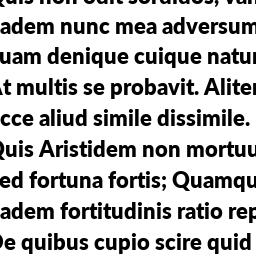 Quis non odit sordidos, van
adem nunc mea adversum
uam denique cuique natur
At multis se probavit. Aliter
cce aliud simile dissimile.
Quis Aristidem non mortuu
ed fortuna fortis; Quamqu
adem fortitudinis ratio rep
De quibus cupio scire quid